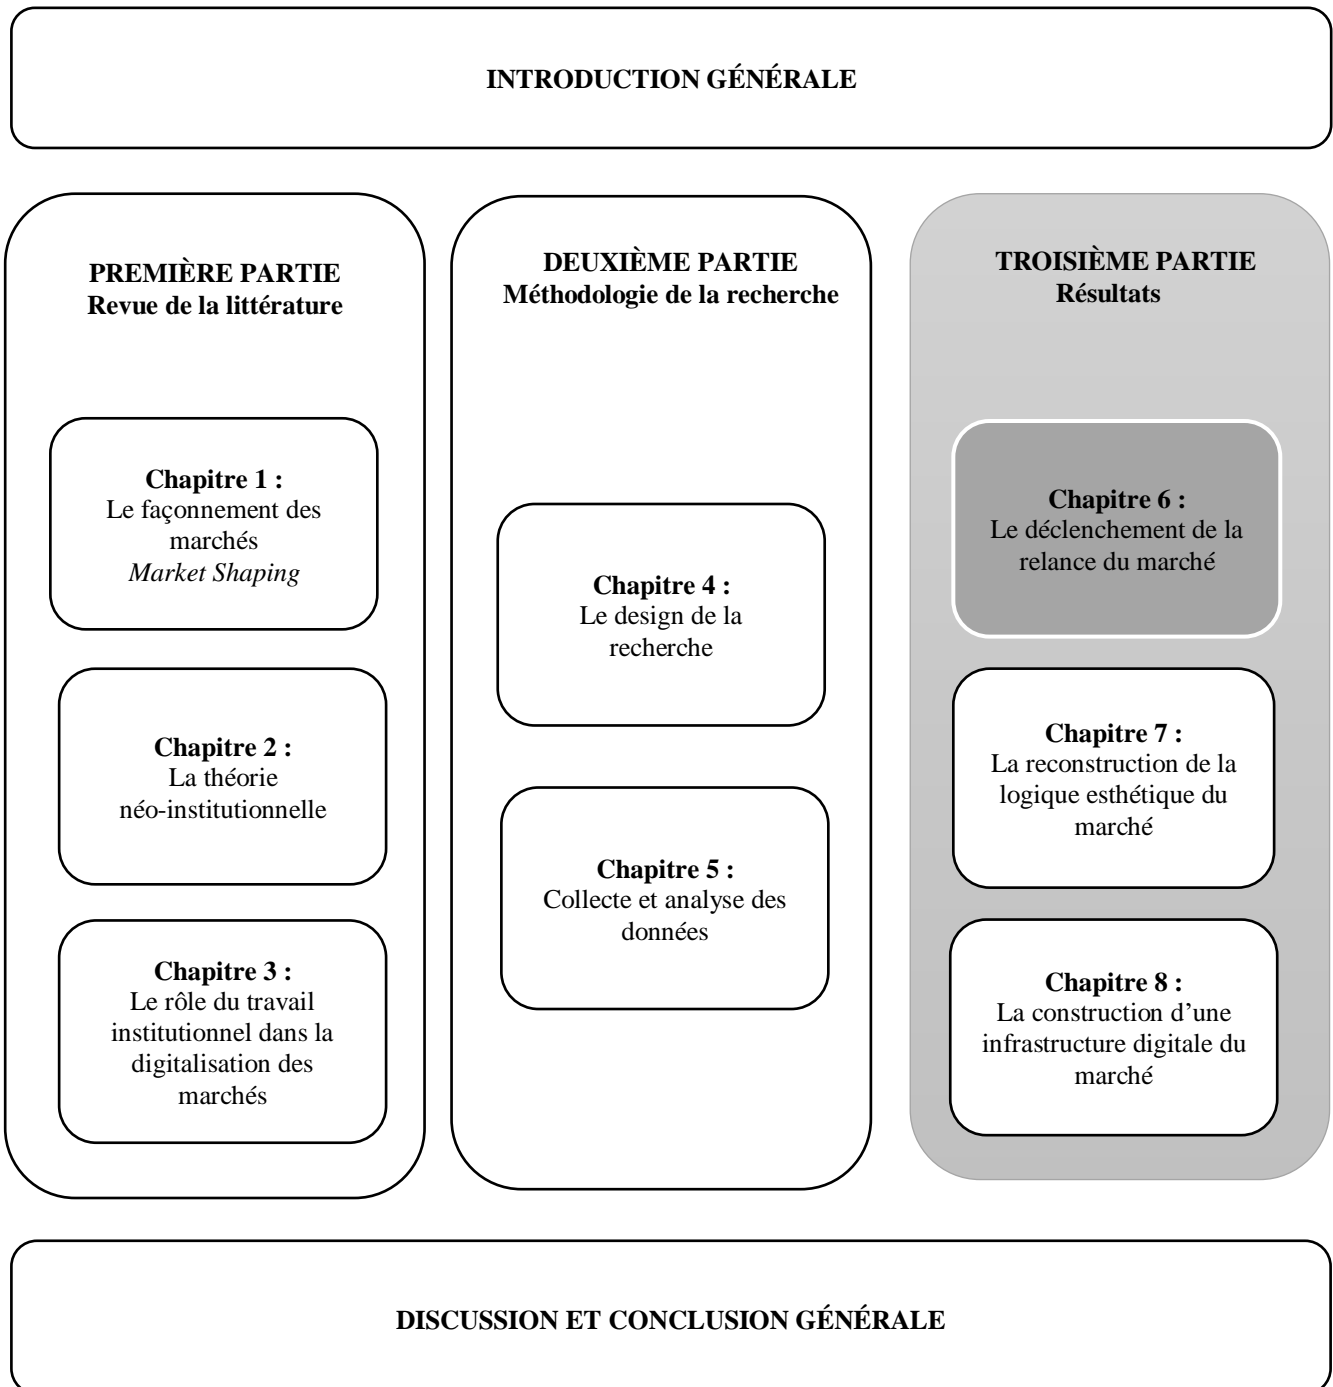 INTRODUCTION GÉNÉRALE
PREMIÈRE PARTIE
Revue de la littérature
Chapitre 1 :
Le façonnement des
marchés
Market Shaping
Chapitre 2 :
La théorie
néo-institutionnelle
Chapitre 3 :
Le rôle du travail
institutionnel dans la
digitalisation des
marchés
DEUXIÈME PARTIE
Méthodologie de la recherche
Chapitre 4 :
Le design de la
recherche
Chapitre 5 :
Collecte et analyse des
données
TROISIÈME PARTIE
Résultats
Chapitre 6 :
Le déclenchement de la
relance du marché
Chapitre 7 :
La reconstruction de la
logique esthétique du
marché
Chapitre 8 :
La construction d’une
infrastructure digitale du
marché
DISCUSSION ET CONCLUSION GÉNÉRALE